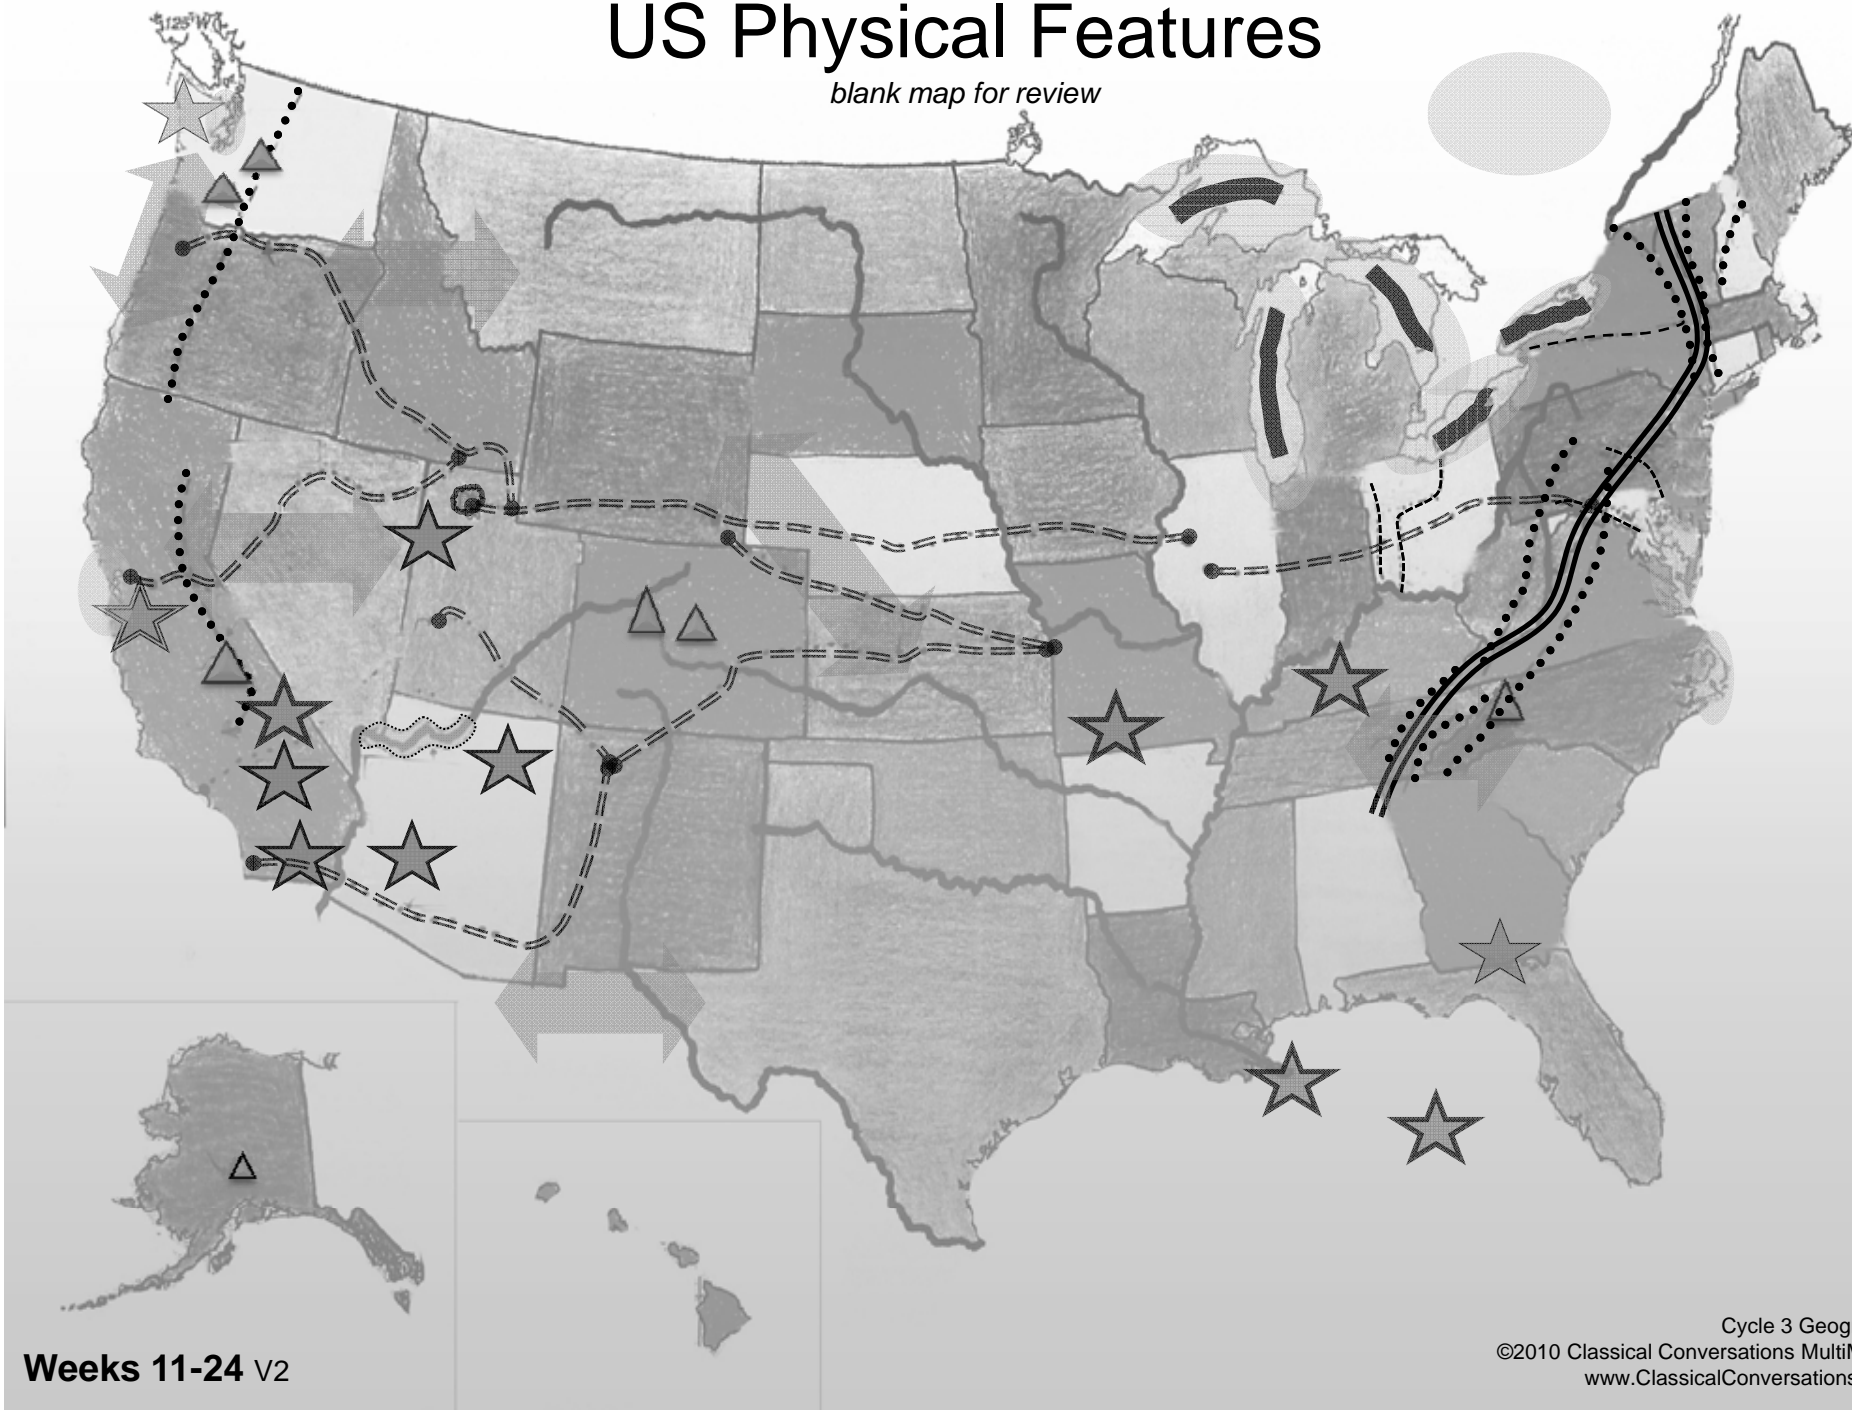 US Physical Features
blank map for review
125°W
Weeks 11-24 V2
Cycle 3 Geog
©2010 Classical Conversations MultiM
www.ClassicalConversations